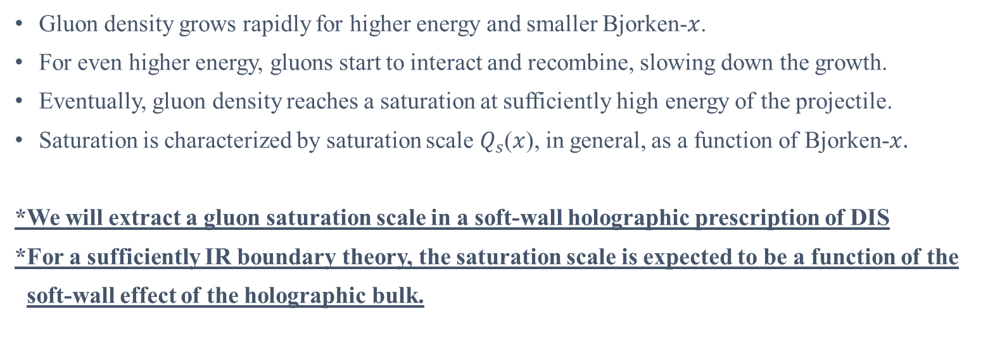 • Gluon density grows rapidly for higher energy and smaller Bjorken-𝑥.
• For even higher energy, gluons start to interact and recombine, slowing down the growth.
• Eventually, gluon density reaches a saturation at sufficiently high energy of the projectile.
• Saturation is characterized by saturation scale 𝑄ₛ(𝑥), in general, as a function of Bjorken-𝑥.
*We will extract a gluon saturation scale in a soft-wall holographic prescription of DIS
*For a sufficiently IR boundary theory, the saturation scale is expected to be a function of the
soft-wall effect of the holographic bulk.